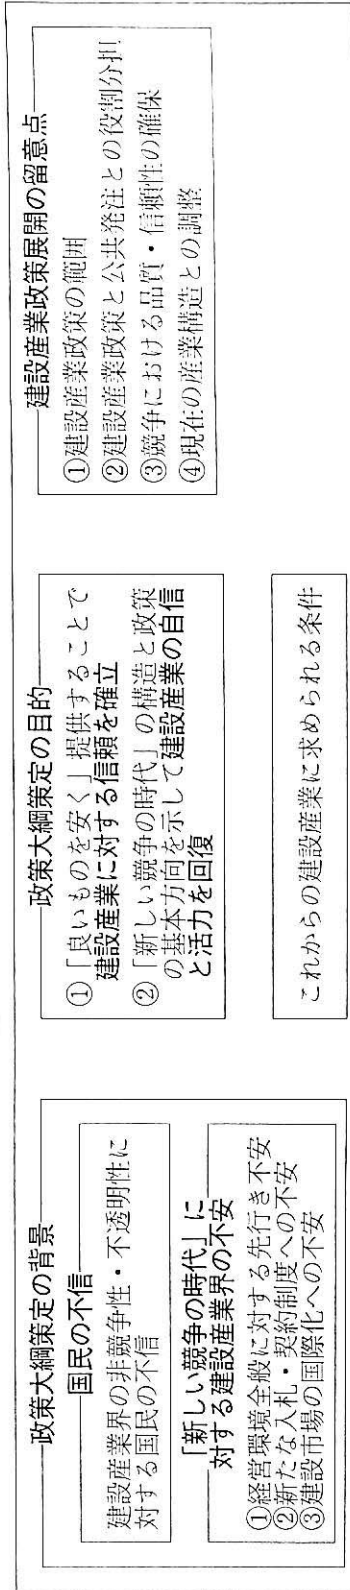 政策大綱策定の背景
国民の不信
建設産業界の非競争性・不透明性に
対する国民の不信
「新しい競争の時代」に
対する建設産業界の不安
①経営環境全般に対する先行き不安
②新たな入札・契約制度への不安
③建設市場の国際化への不安
政策大綱策定の目的
①「良いものを安く」提供することで
建設産業に対する信頼を確立
②「新しい競争の時代」の構造と政策
の基本方向を示して建設産業の自信
と活力を回復
これからの建設産業に求められる条件
建設産業政策展開の留意点
①建設産業政策の範囲
②建設産業政策と公共発注との役割分担
③競争における品質・信頼性の確保
④現在の産業構造との調整